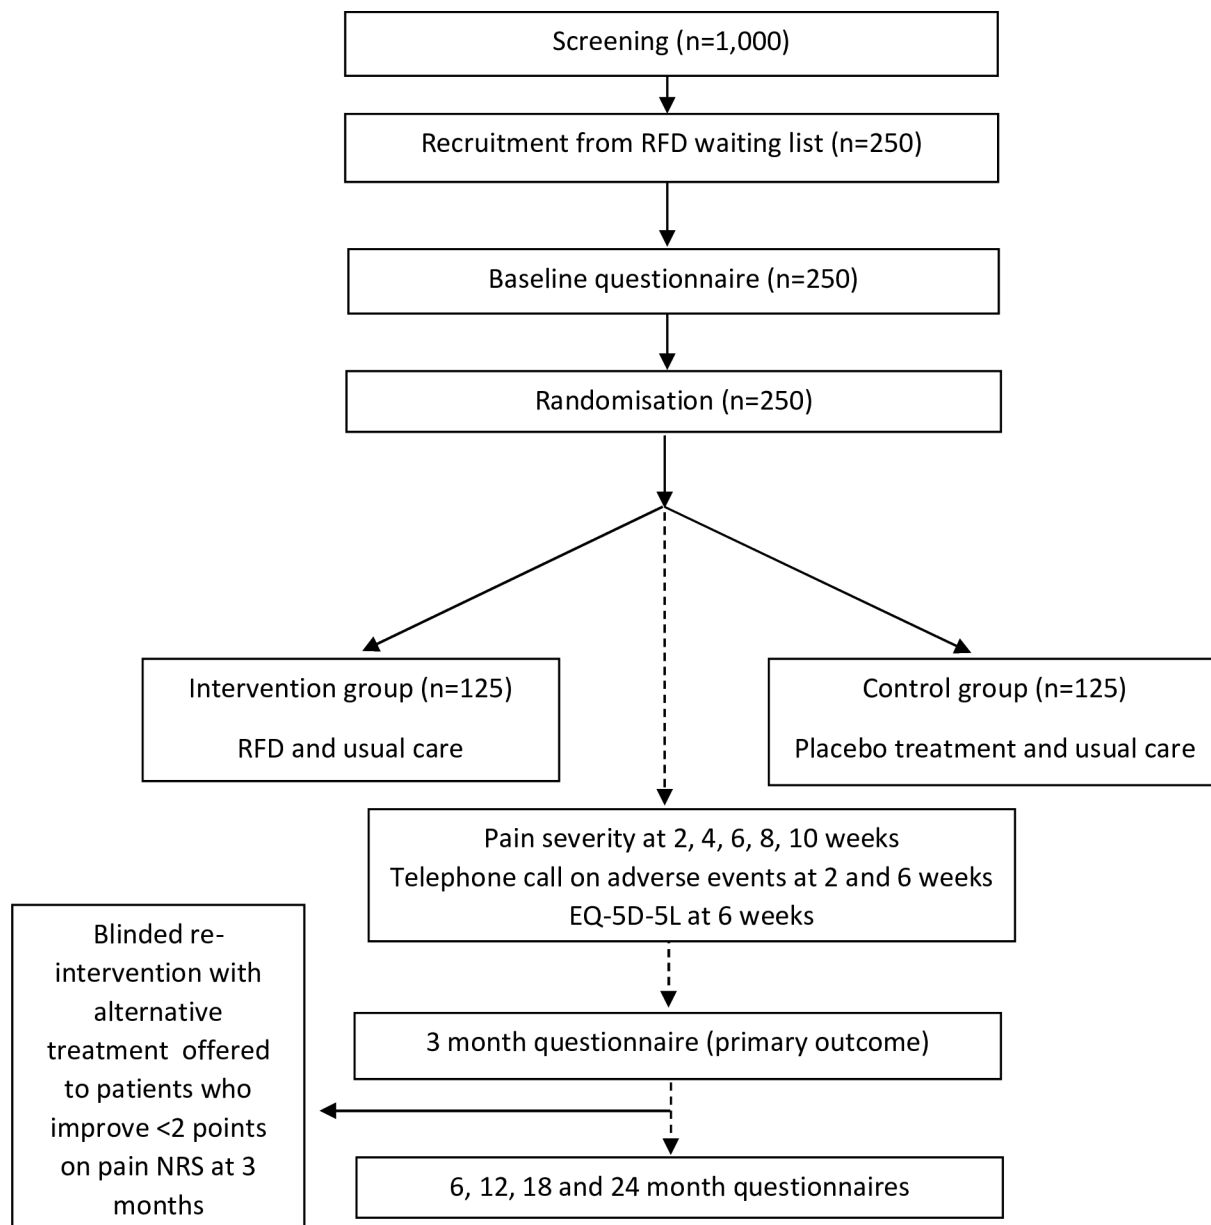 Screening (n=1,000)
Recruitment from RFD waiting list (n=250)
Baseline questionnaire (n=250)
Randomisation (n=250)
Intervention group (n=125)
RFD and usual care
Control group (n=125)
Placebo treatment and usual care
Pain severity at 2, 4, 6, 8, 10 weeks
Telephone call on adverse events at 2 and 6 weeks
EQ-5D-5L at 6 weeks
3 month questionnaire (primary outcome)
Blinded re-
intervention with
alternative
treatment offered
to patients who
improve <2 points
on pain NRS at 3
months
6, 12, 18 and 24 month questionnaires